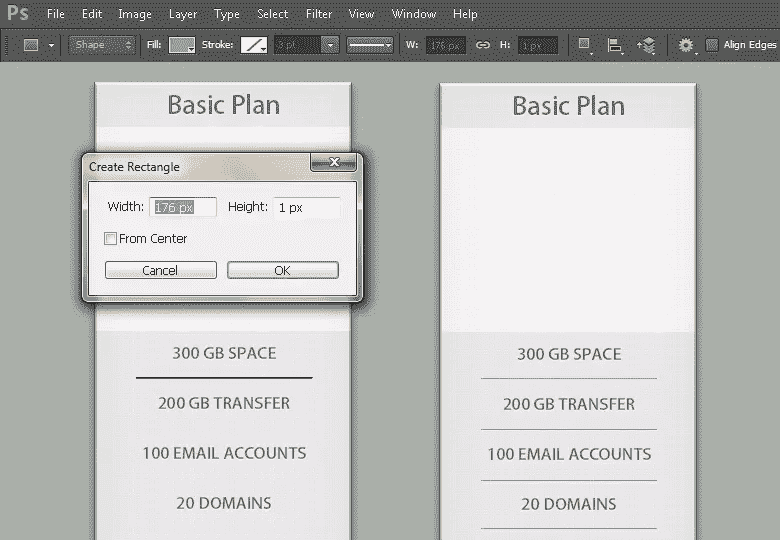 Ps File Edit Image Layer Type Select Filter View Window Help
Shape Fill: Stroke: 3 pt W: 176 px H: 1 px Align Edges
Basic Plan
Create Rectangle
Width: 176 px Height: 1 px
From Center
Cancel OK
300 GB SPACE
200 GB TRANSFER
100 EMAIL ACCOUNTS
20 DOMAINS
Basic Plan
300 GB SPACE
200 GB TRANSFER
100 EMAIL ACCOUNTS
20 DOMAINS